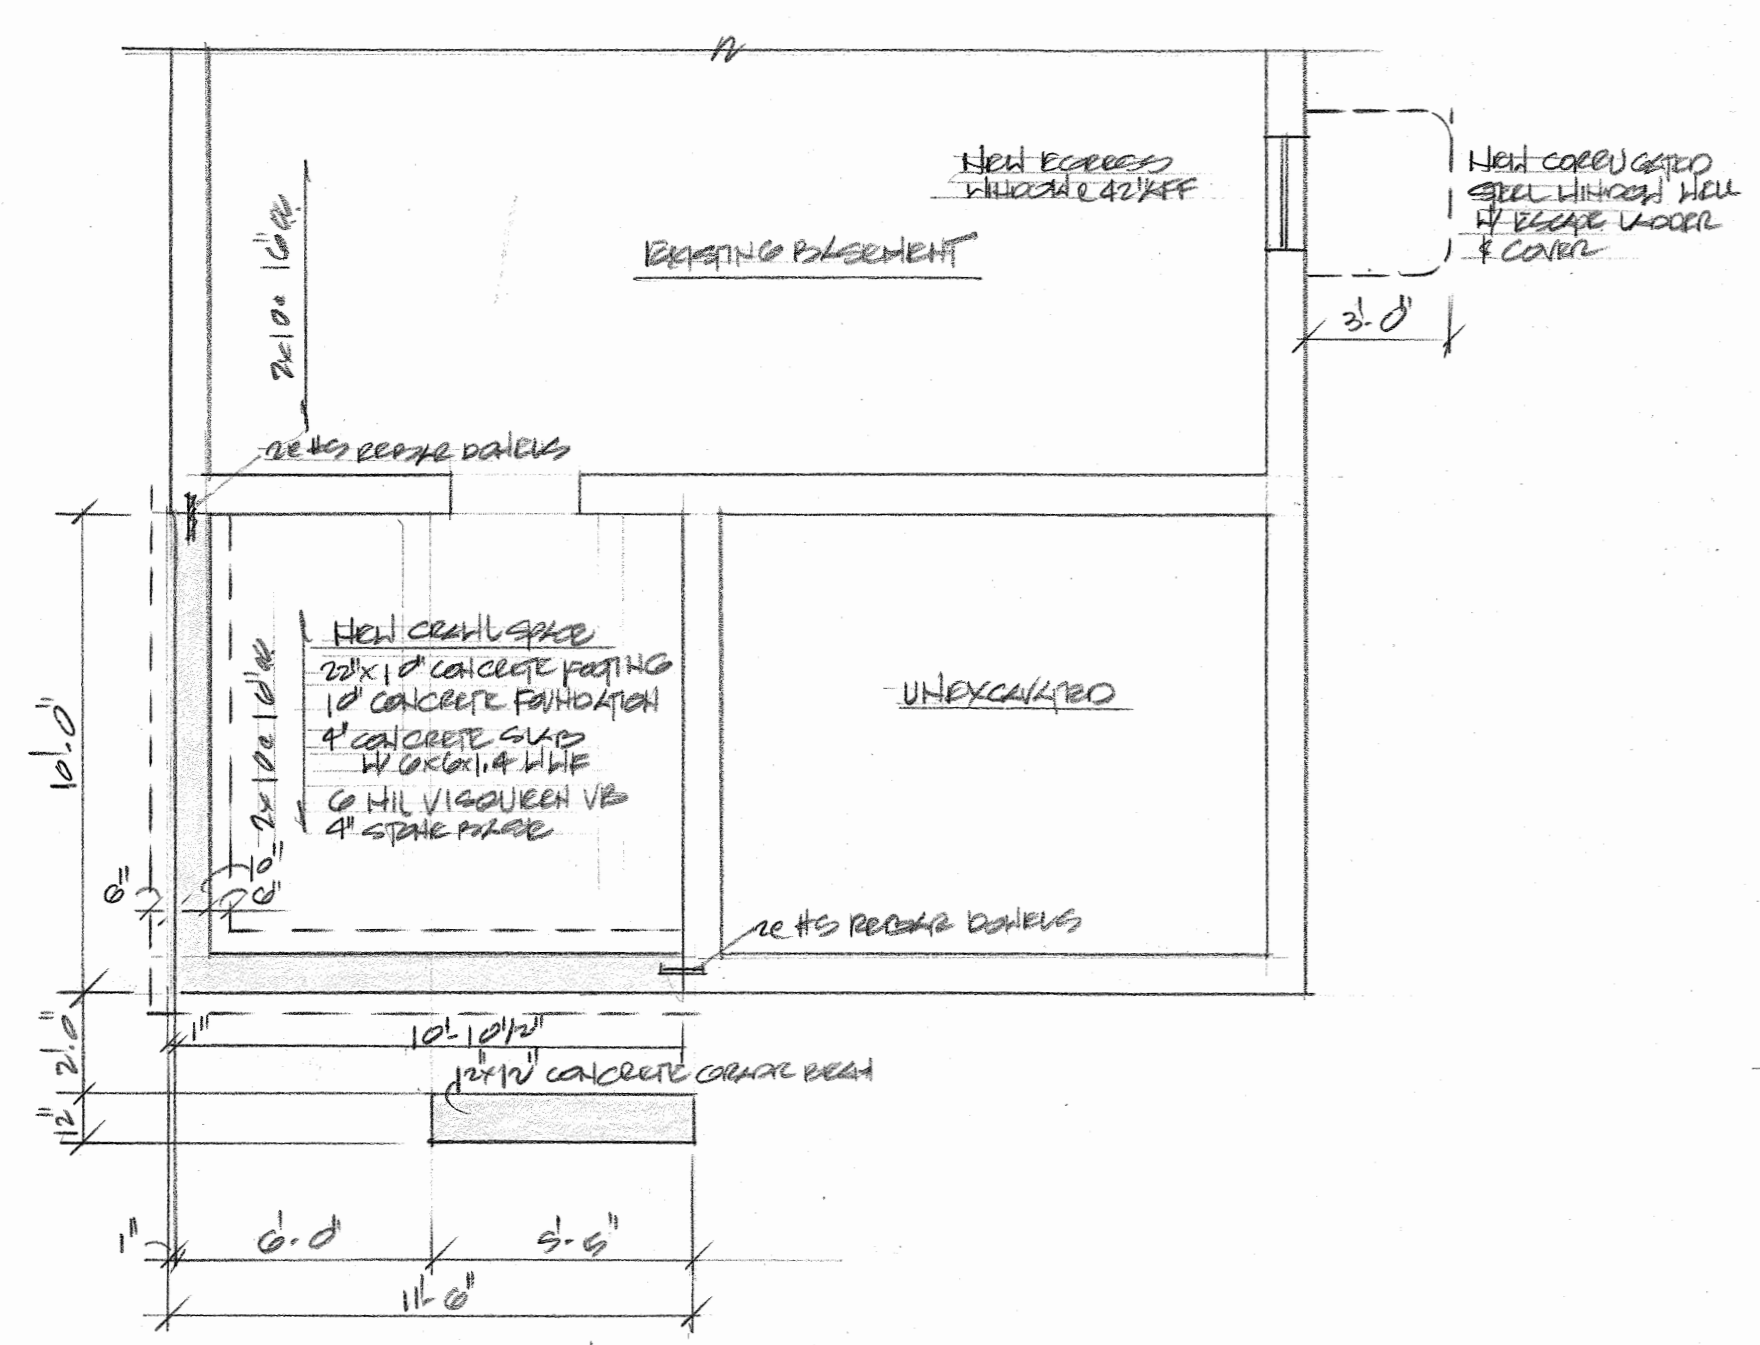 NEW EGRESS
WINDOW @ 42" AFF
NEW CORRUGATED
STEEL WINDOW WELL
W/ ESCAPE LADDER
& COVER
EXISTING BASEMENT
2x10@16"OC
3'-0"
2@#5 REBAR DOWELS
NEW CRAWL SPACE
22"x10" CONCRETE FOOTING
10" CONCRETE FOUNDATION
4" CONCRETE SLAB
W/ 6x6x1.4 WWF
6 MIL VISQUEEN VB
4" STONE BASE
2x10@16"OC
UNEXCAVATED
10'-0"
6"
10"
6"
2@#5 REBAR DOWELS
2'-0"
1"
10'-10 1/2"
12"x12" CONCRETE GRADE BEAM
12"
1"
6'-0"
5'-5"
11'-6"